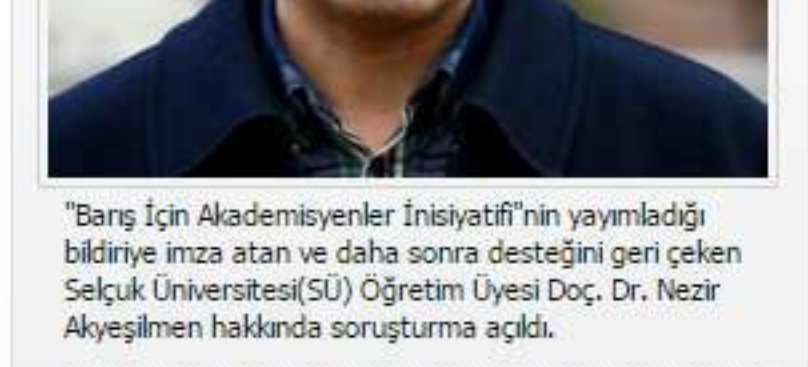 "Barış İçin Akademisyenler İnisiyatifi"nin yayımladığı
bildiriye imza atan ve daha sonra desteğini geri çeken
Selçuk Üniversitesi(SÜ) Öğretim Üyesi Doç. Dr. Nezir
Akyeşilmen hakkında soruşturma açıldı.